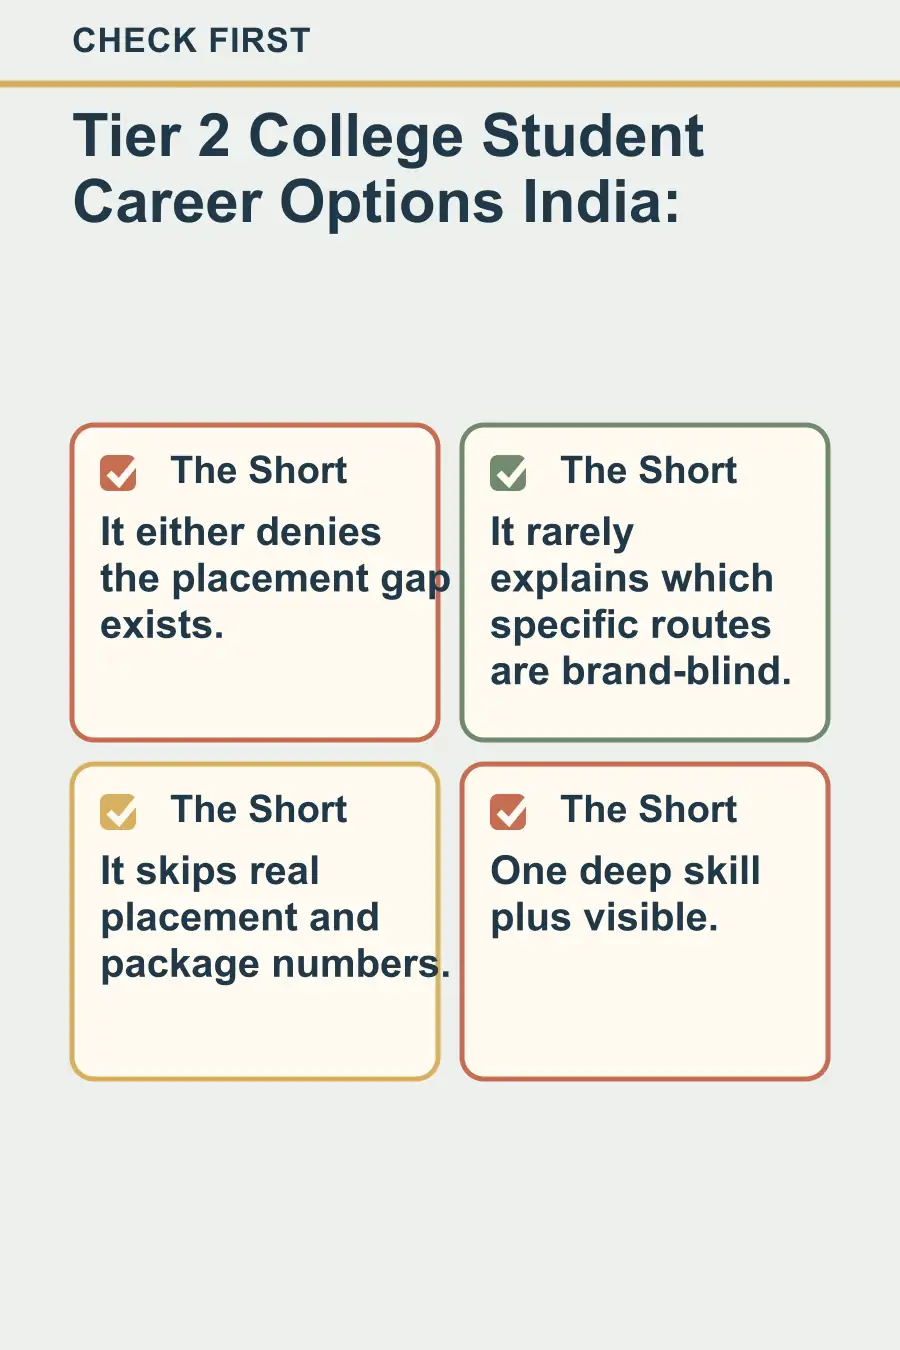 CHECK FIRST
Tier 2 College Student
Career Options India:
The Short
It either denies
the placement gap
exists.
The Short
It rarely
explains which
specific routes
are brand-blind.
The Short
It skips real
placement and
package numbers.
The Short
One deep skill
plus visible.